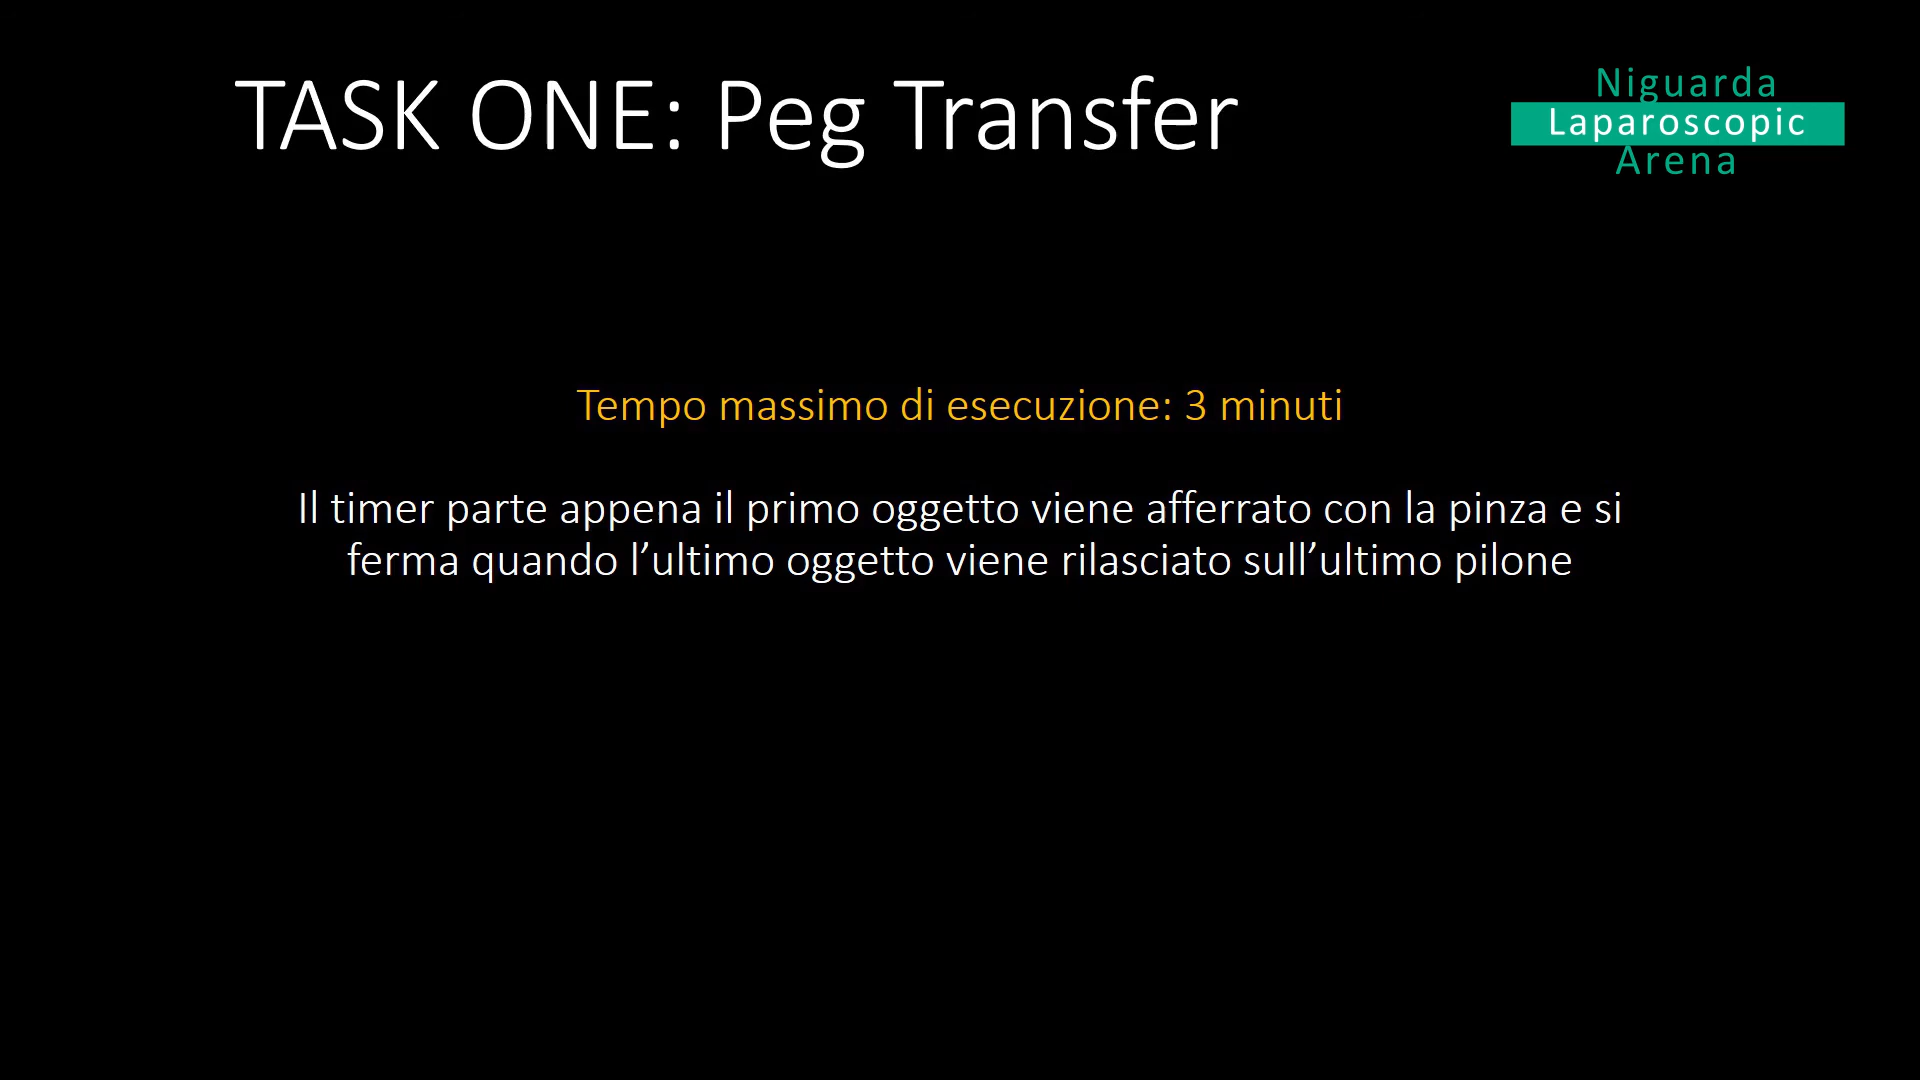 TASK ONE: Peg Transfer
Niguarda
Laparoscopic
Arena
Tempo massimo di esecuzione: 3 minuti
Il timer parte appena il primo oggetto viene afferrato con la pinza e si
ferma quando l’ultimo oggetto viene rilasciato sull’ultimo pilone